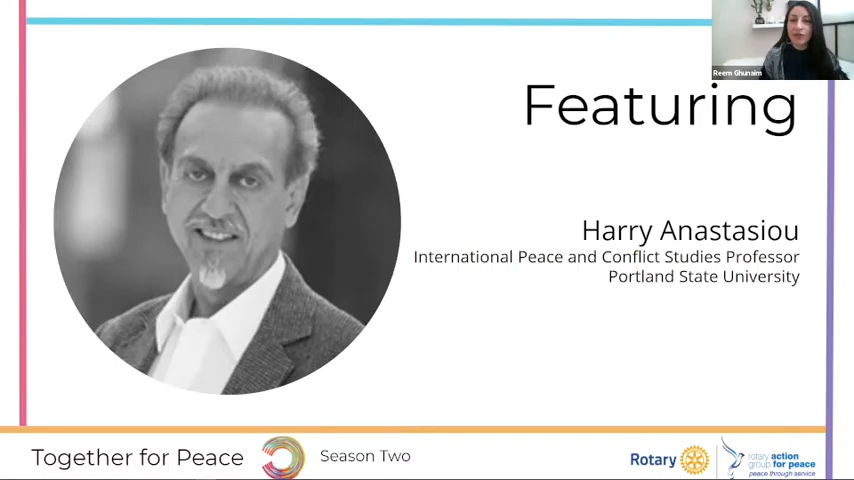 Reem Ghunaim
Featuring
Harry Anastasiou
International Peace and Conflict Studies Professor
Portland State University
Together for Peace
Season Two
Rotary
rotary action
group for peace
peace through service